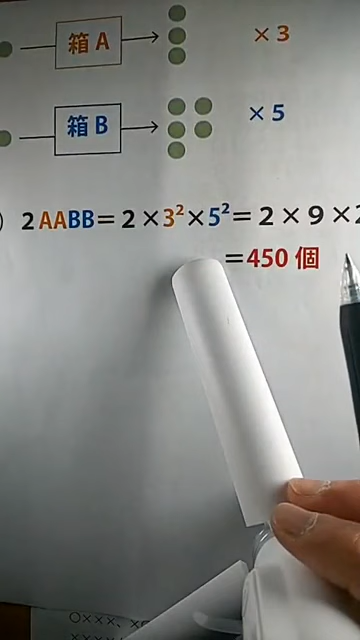 箱 A
×3
箱 B
×5
) 2AABB=2×3²×5²=2×9×2
=450 個
○×××、×